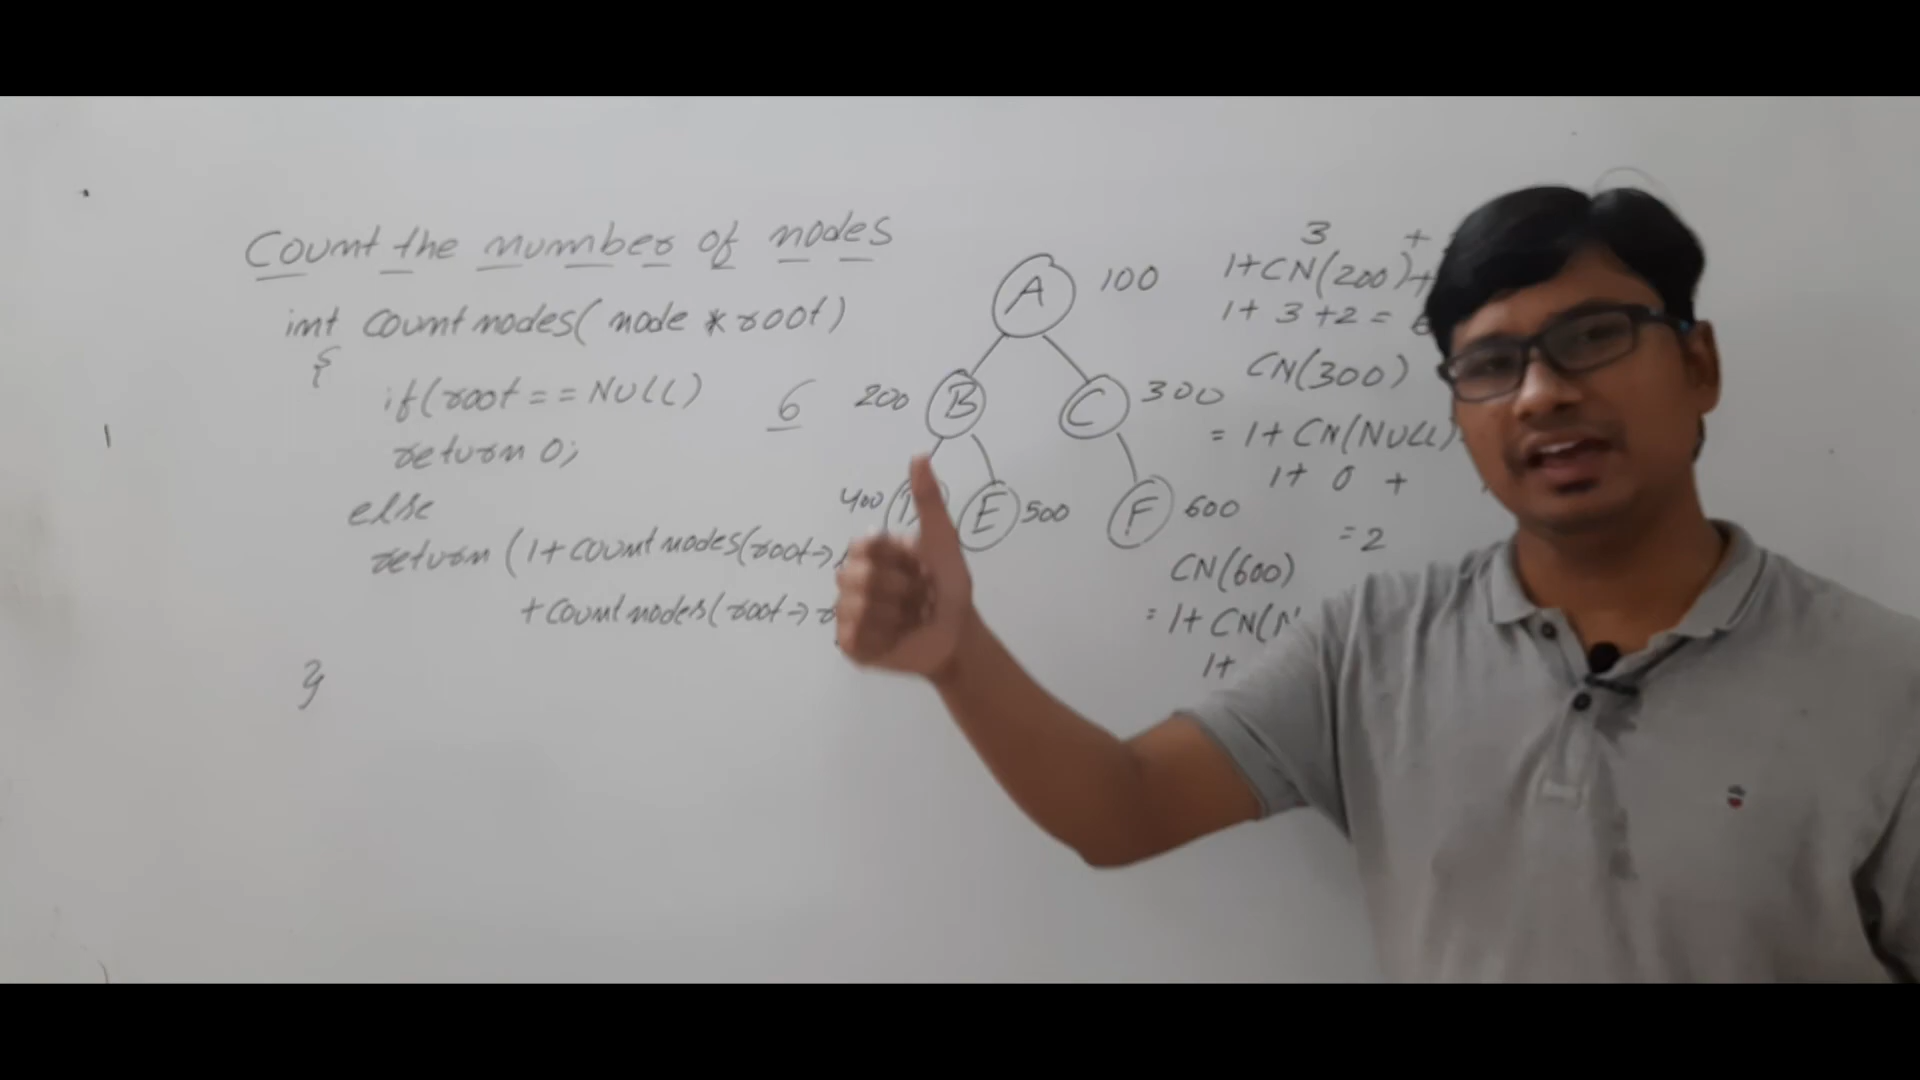 Count the number of nodes
int countnodes(node *root)
{
if(root == NULL)
return 0;
else
return (1+countnodes(root->
+countnodes(root->r
}
6
A 100
200 B C 300
400 E 500 F 600
3 +
1+CN(200)+
1+3+2= 6
CN(300)
= 1+CN(NULL)
1+ 0 +
=2
CN(600)
= 1+CN(N
1+